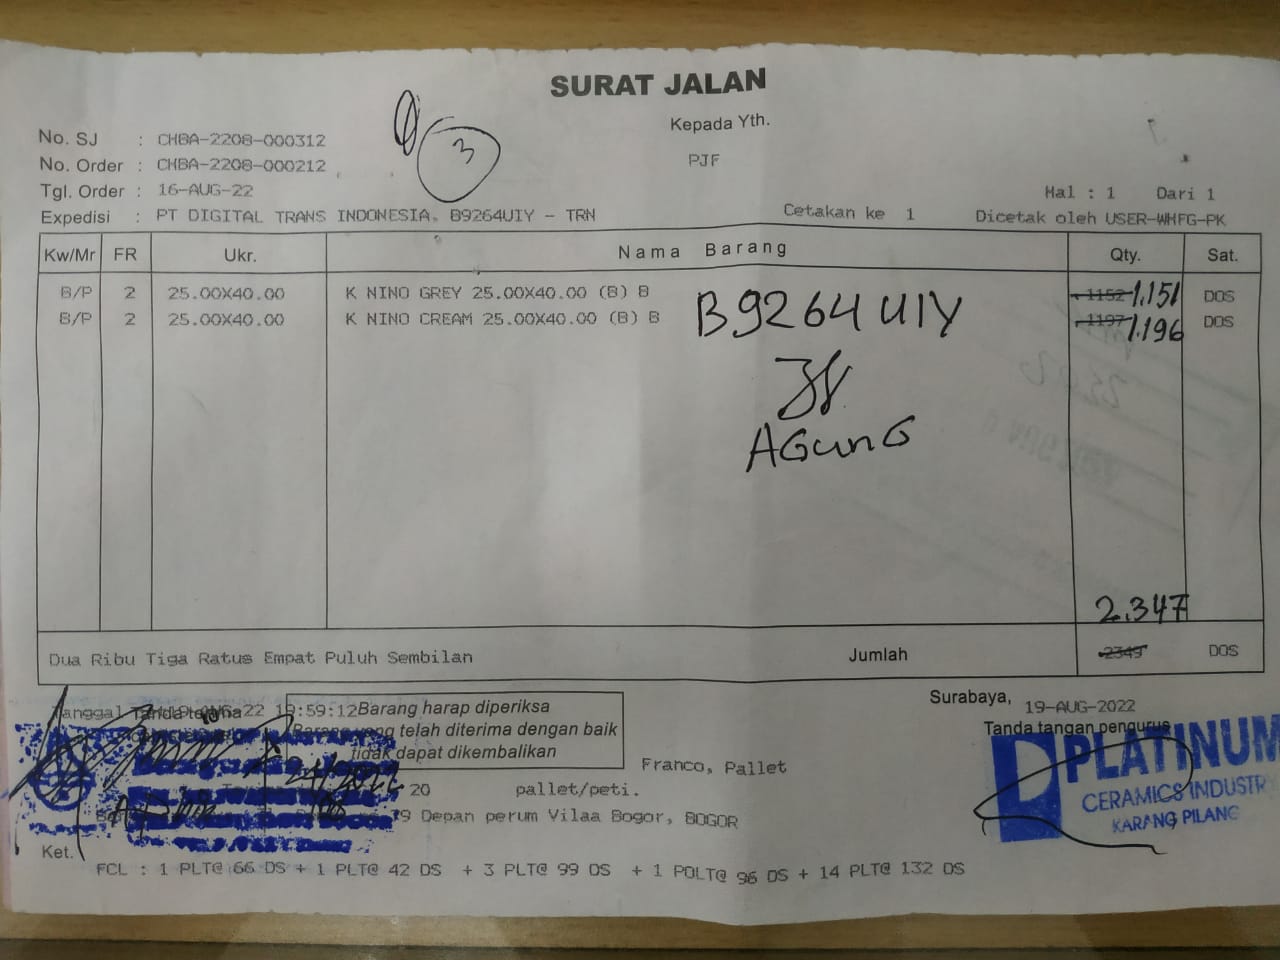 SURAT JALAN
Kepada Yth.
PJF
3
No. SJ : CHBA-2208-000312
No. Order : CHBA-2208-000212
Tgl. Order : 16-AUG-22
Expedisi : PT DIGITAL TRANS INDONESIA, B9264UIY - TRN
Hal : 1 Dari 1
Cetakan ke 1 Dicetak oleh USER-WHFG-PK
Kw/Mr FR Ukr. Nama Barang Qty. Sat.
B/P 2 25.00X40.00 K NINO GREY 25.00X40.00 (B) B 1152 1.151 DOS
B/P 2 25.00X40.00 K NINO CREAM 25.00X40.00 (B) B 1197 1.196 DOS
B9264UIY
AGUNG
2.347
Dua Ribu Tiga Ratus Empat Puluh Sembilan Jumlah 2349 DOS
Tanggal 22 19:59:12
Tanda terima
Barang harap diperiksa
Barang yang telah diterima dengan baik
tidak dapat dikembalikan
Surabaya, 19-AUG-2022
Tanda tangan pengurus
PLATINUM
CERAMICS INDUSTR
KARANG PILANG
Franco, Pallet
20 pallet/peti.
Depan perum Vilaa Bogor, BOGOR
Ket.
FCL : 1 PLT@ 66 DS + 1 PLT@ 42 DS + 3 PLT@ 99 DS + 1 POLT@ 96 DS + 14 PLT@ 132 DS